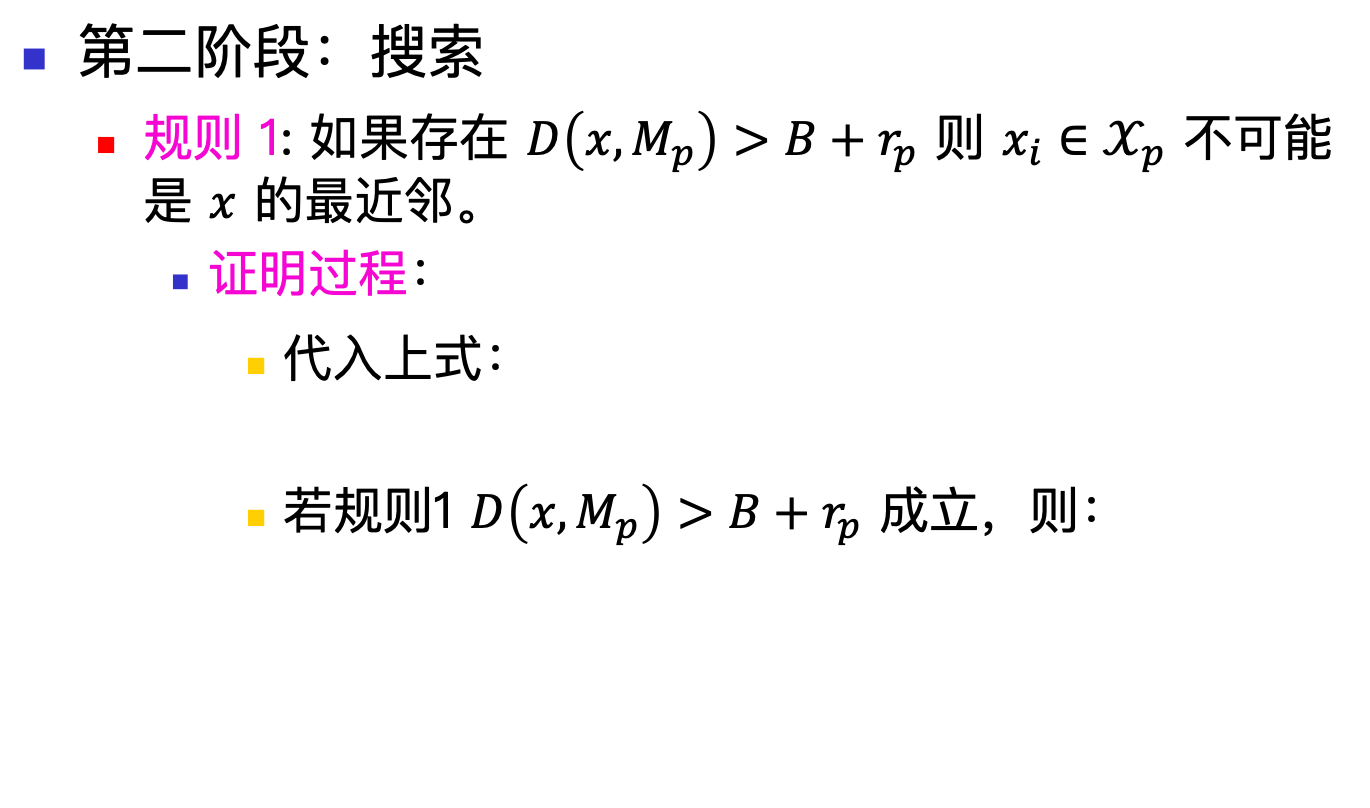 第二阶段：搜索
规则 1: 如果存在 D(x, M_p) > B + r_p 则 x_i ∈ 𝒳_p 不可能
是 x 的最近邻。
证明过程：
代入上式：
若规则1 D(x, M_p) > B + r_p 成立，则：